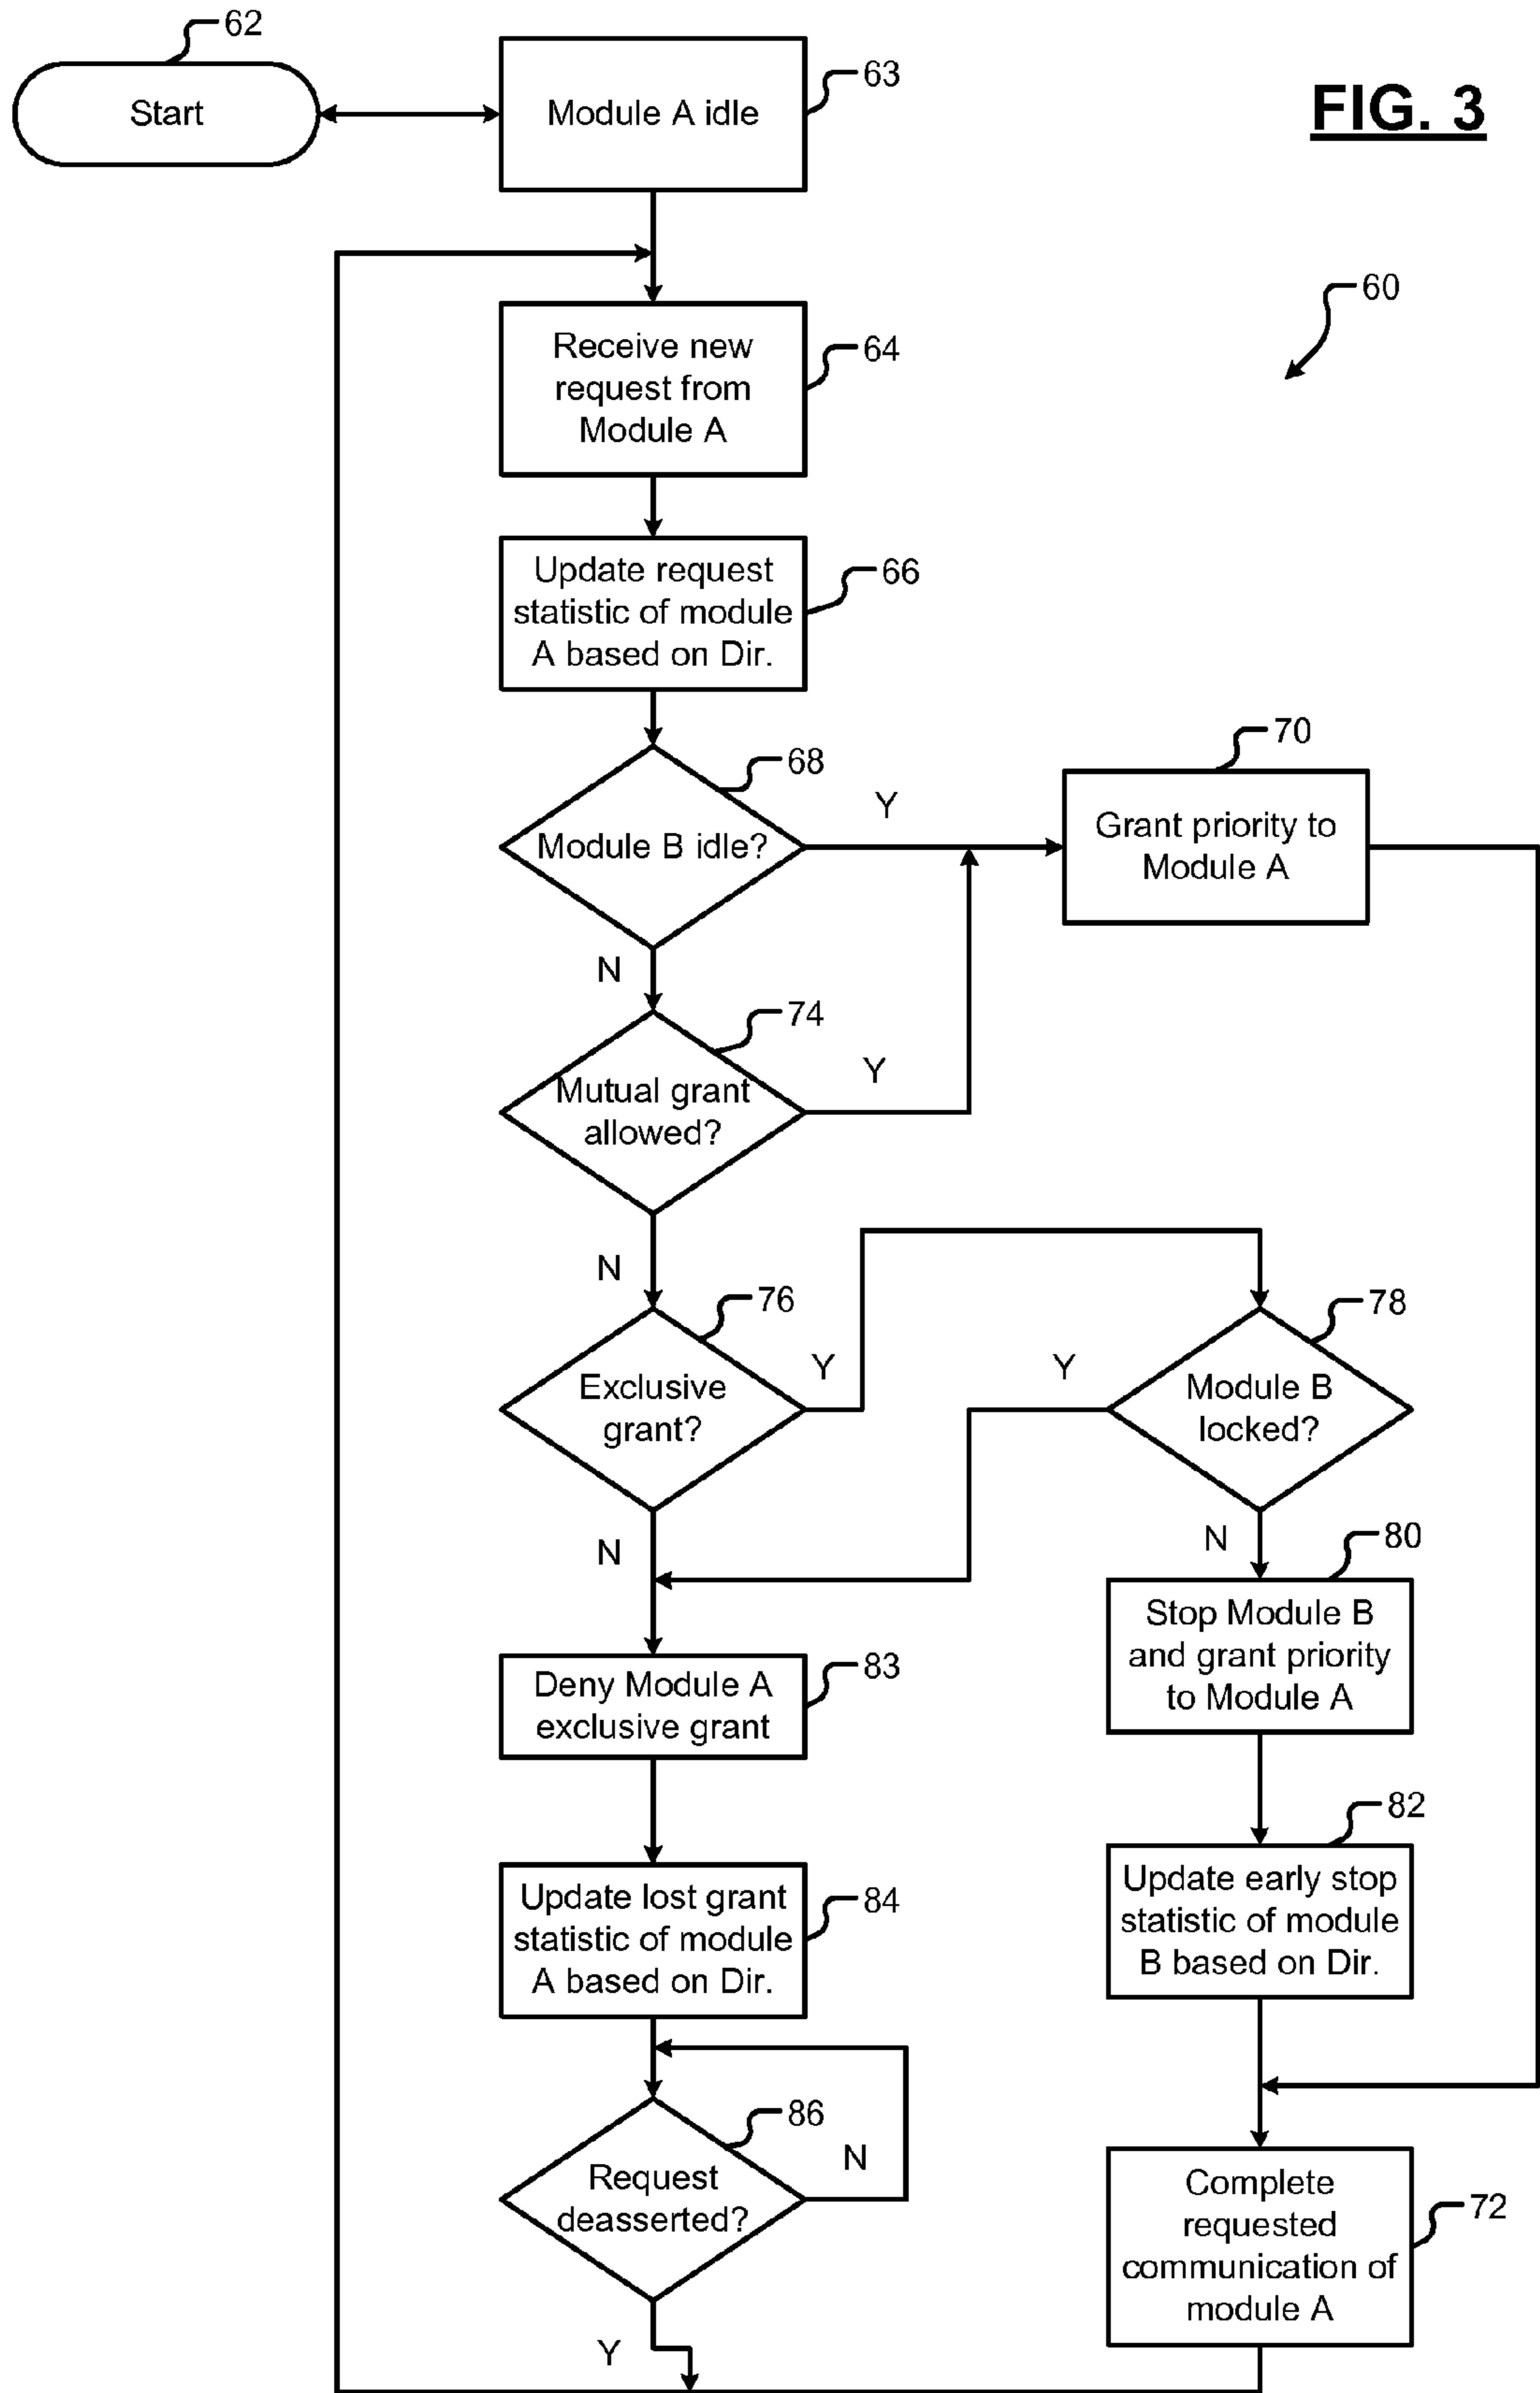 62
Start
Module A idle
63
FIG. 3
60
Receive new
request from
Module A
64
Update request
statistic of module
A based on Dir.
66
68
Module B idle?
Y
N
70
Grant priority to
Module A
74
Mutual grant
allowed?
Y
N
76
Exclusive
grant?
Y
N
78
Module B
locked?
Y
N
80
Stop Module B
and grant priority
to Module A
83
Deny Module A
exclusive grant
82
Update early stop
statistic of module
B based on Dir.
84
Update lost grant
statistic of module
A based on Dir.
86
Request
deasserted?
N
Y
72
Complete
requested
communication of
module A